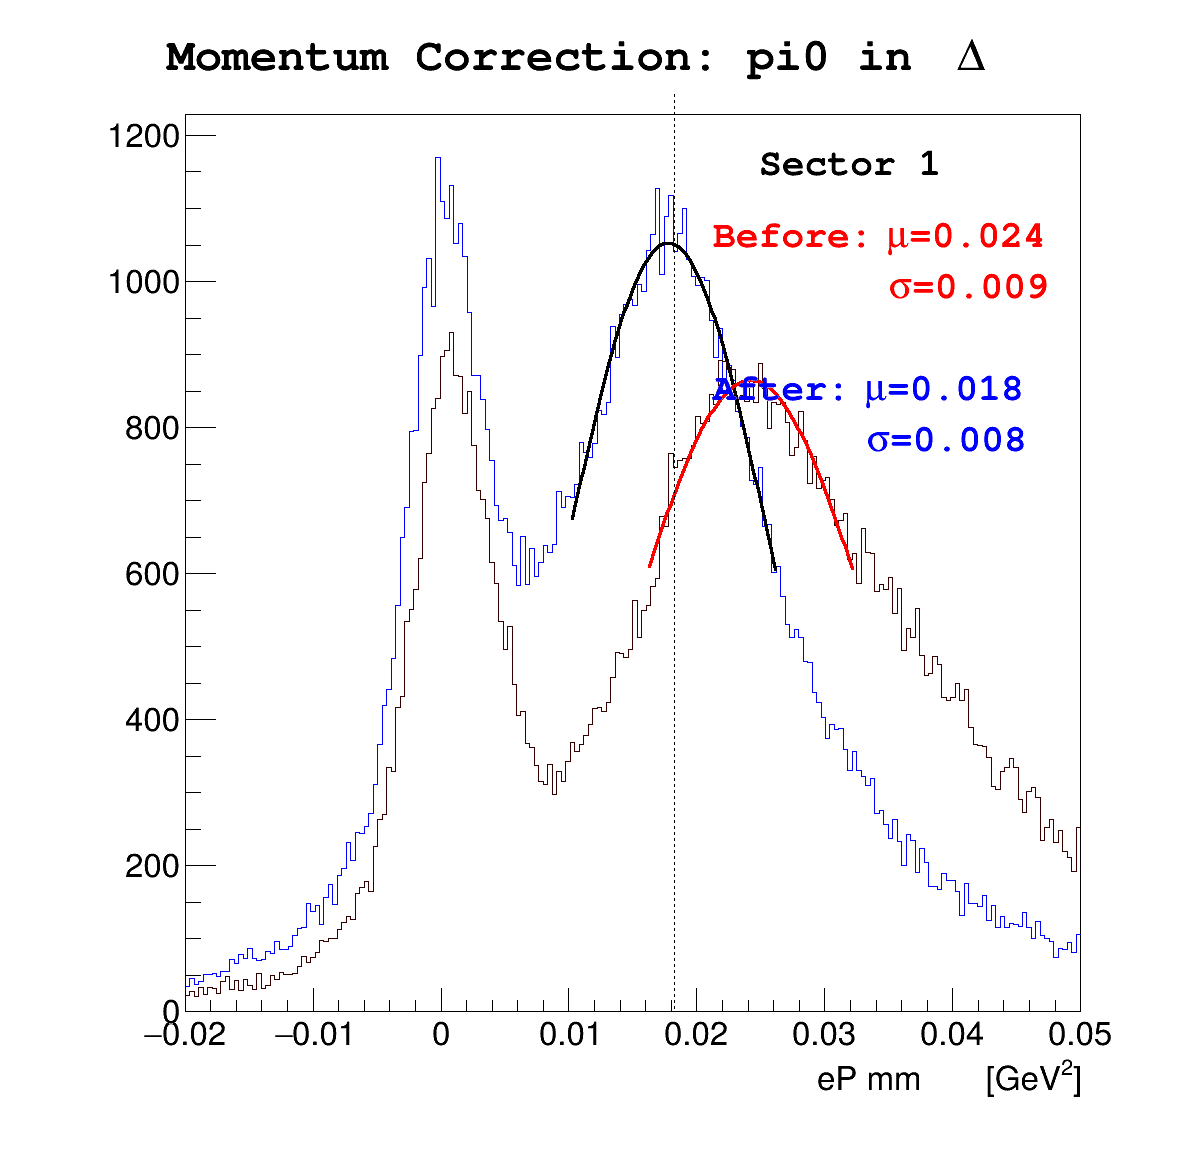 Momentum Correction: pi0 in Δ
Sector 1
Before: μ=0.024
σ=0.009
After: μ=0.018
σ=0.008
1200
1000
800
600
400
200
0
−0.02 −0.01 0 0.01 0.02 0.03 0.04 0.05
eP mm [GeV²]